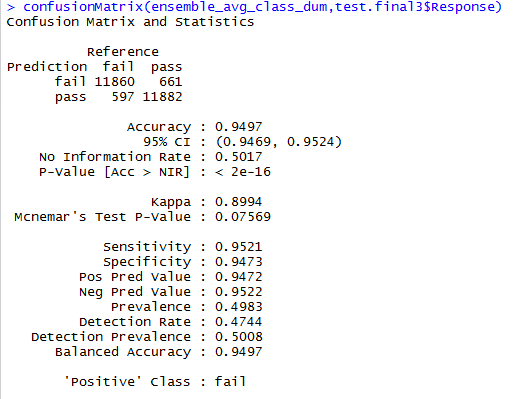 > confusionMatrix(ensemble_avg_class_dum,test.final3$Response)
Confusion Matrix and Statistics
Reference
Prediction fail pass
fail 11860 661
pass 597 11882
Accuracy : 0.9497
95% CI : (0.9469, 0.9524)
No Information Rate : 0.5017
P-Value [Acc > NIR] : < 2e-16
Kappa : 0.8994
Mcnemar's Test P-Value : 0.07569
Sensitivity : 0.9521
Specificity : 0.9473
Pos Pred Value : 0.9472
Neg Pred Value : 0.9522
Prevalence : 0.4983
Detection Rate : 0.4744
Detection Prevalence : 0.5008
Balanced Accuracy : 0.9497
'Positive' Class : fail